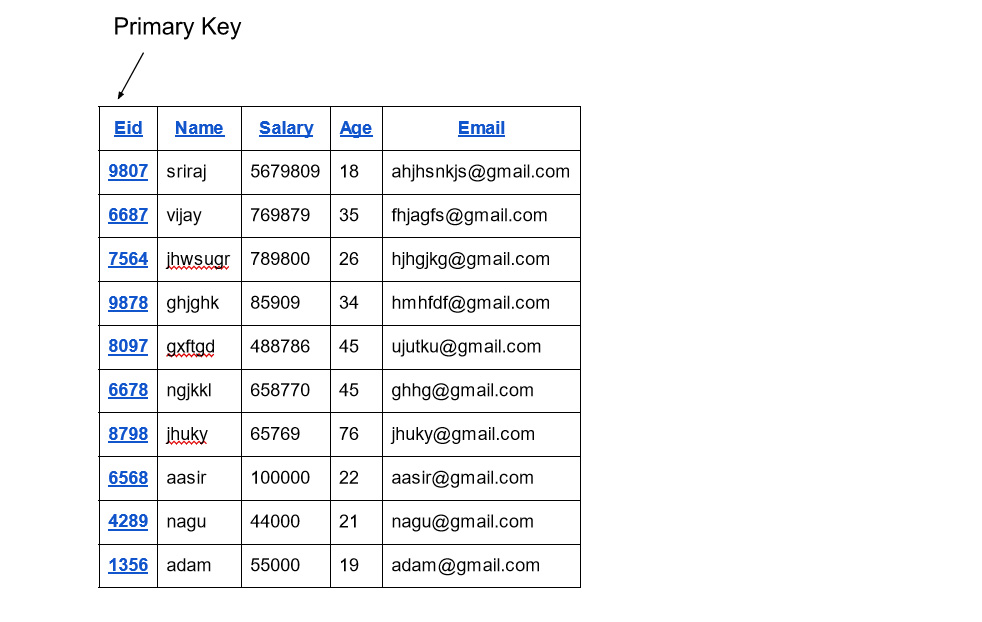 Primary Key
Eid Name Salary Age Email
9807 sriraj 5679809 18 ahjhsnkjs@gmail.com
6687 vijay 769879 35 fhjagfs@gmail.com
7564 jhwsugr 789800 26 hjhgjkg@gmail.com
9878 ghjghk 85909 34 hmhfdf@gmail.com
8097 gxftgd 488786 45 ujutku@gmail.com
6678 ngjkkl 658770 45 ghhg@gmail.com
8798 jhuky 65769 76 jhuky@gmail.com
6568 aasir 100000 22 aasir@gmail.com
4289 nagu 44000 21 nagu@gmail.com
1356 adam 55000 19 adam@gmail.com